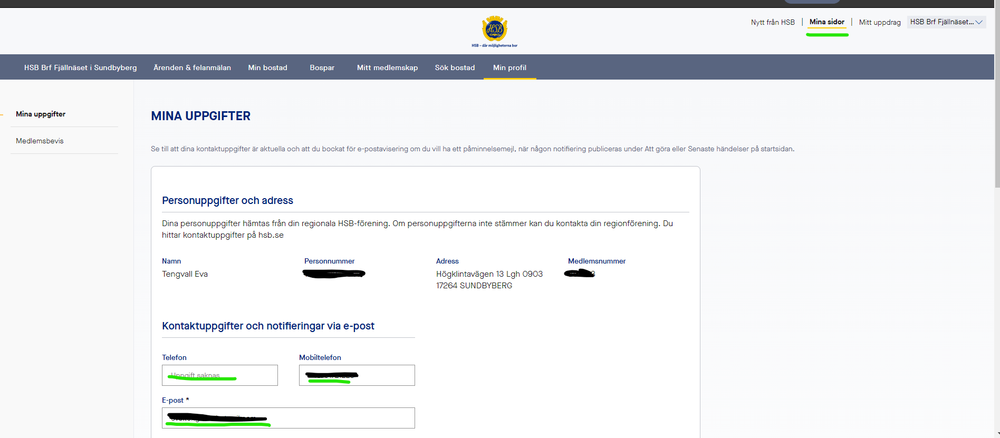 Nytt från HSB | Mina sidor | Mitt uppdrag HSB Brf Fjällnäset...
HSB
HSB – där möjligheterna bor
HSB Brf Fjällnäset i Sundbyberg Ärenden & felanmälan Min bostad Bospar Mitt medlemskap Sök bostad Min profil
Mina uppgifter
Medlemsbevis
MINA UPPGIFTER
Se till att dina kontaktuppgifter är aktuella och att du bockat för e-postavisering om du vill ha ett påminnelsemejl, när någon notifiering publiceras under Att göra eller Senaste händelser på startsidan.
Personuppgifter och adress
Dina personuppgifter hämtas från din regionala HSB-förening. Om personuppgifterna inte stämmer kan du kontakta din regionförening. Du
hittar kontaktuppgifter på hsb.se
Namn Personnummer Adress Medlemsnummer
Tengvall Eva Högklintavägen 13 Lgh 0903
17264 SUNDBYBERG
Kontaktuppgifter och notifieringar via e-post
Telefon Mobiltelefon
Uppgift saknas
E-post *